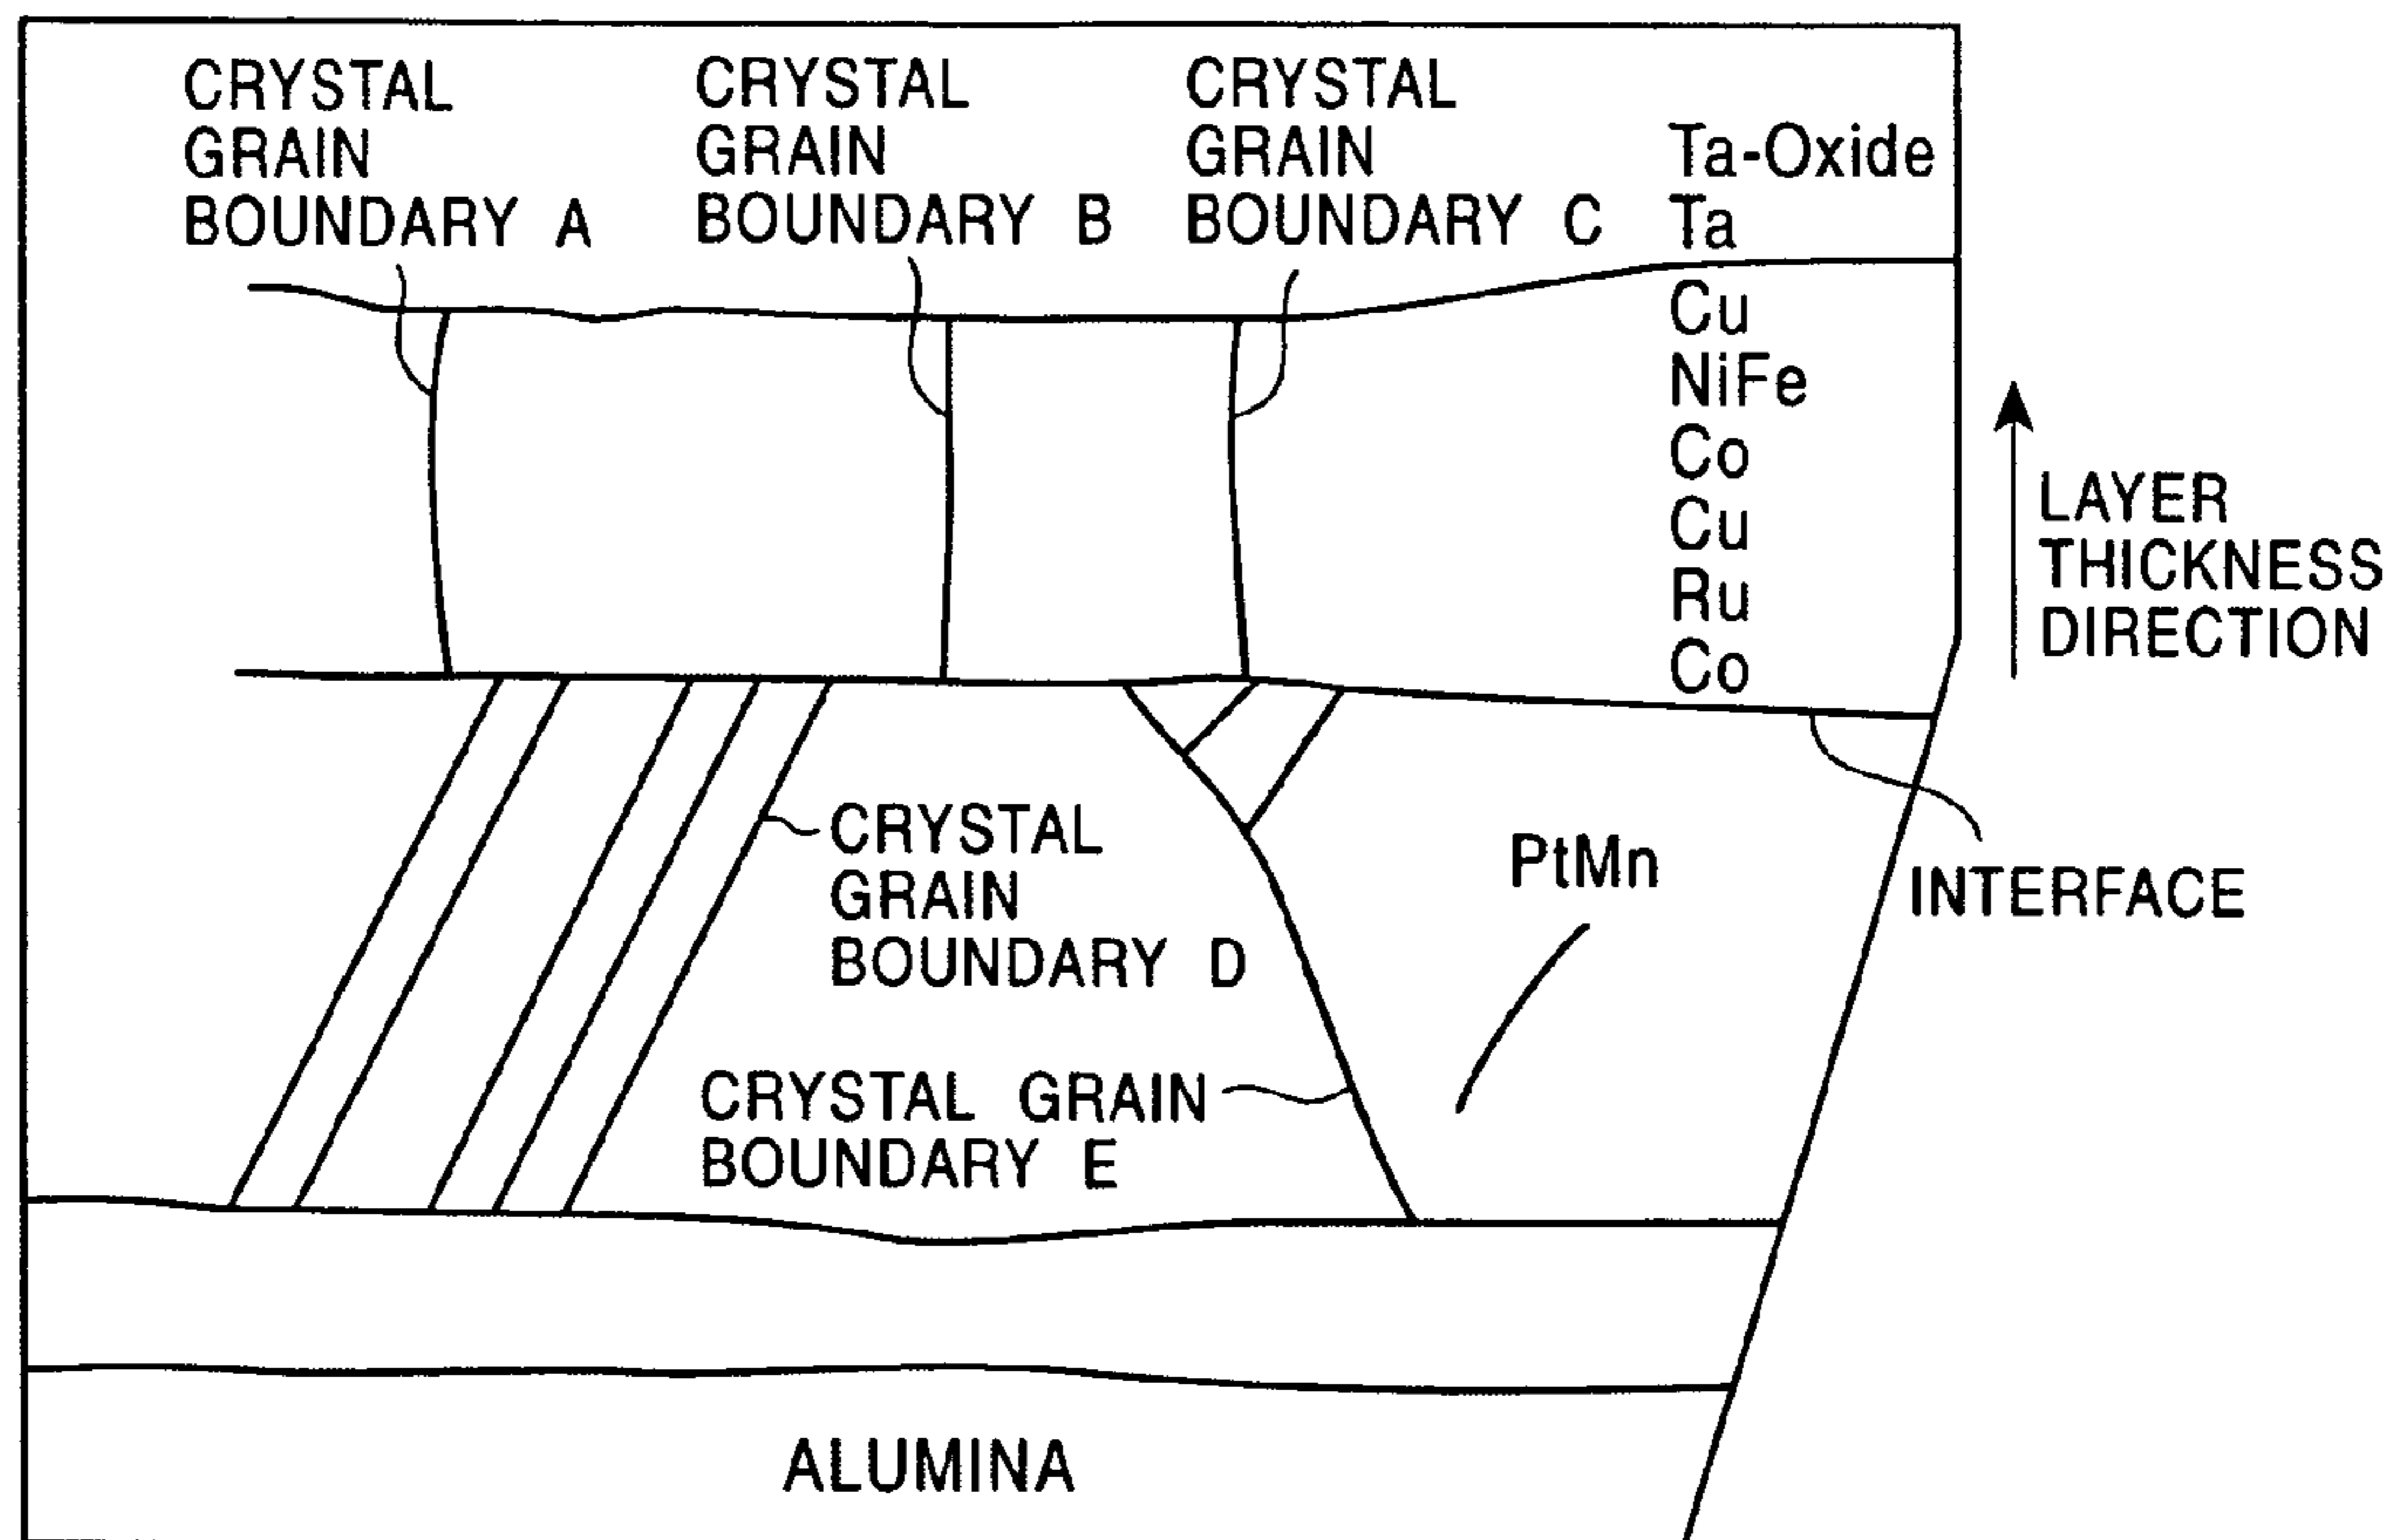 CRYSTAL
GRAIN
BOUNDARY A
CRYSTAL
GRAIN
BOUNDARY B
CRYSTAL
GRAIN
BOUNDARY C
Ta-Oxide
Ta
Cu
NiFe
Co
Cu
Ru
Co
LAYER
THICKNESS
DIRECTION
CRYSTAL
GRAIN
BOUNDARY D
PtMn
INTERFACE
CRYSTAL GRAIN
BOUNDARY E
ALUMINA